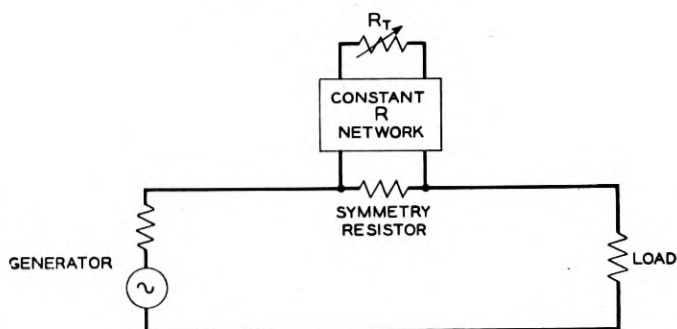 R_T
CONSTANT
R
NETWORK
SYMMETRY
RESISTOR
GENERATOR
LOAD